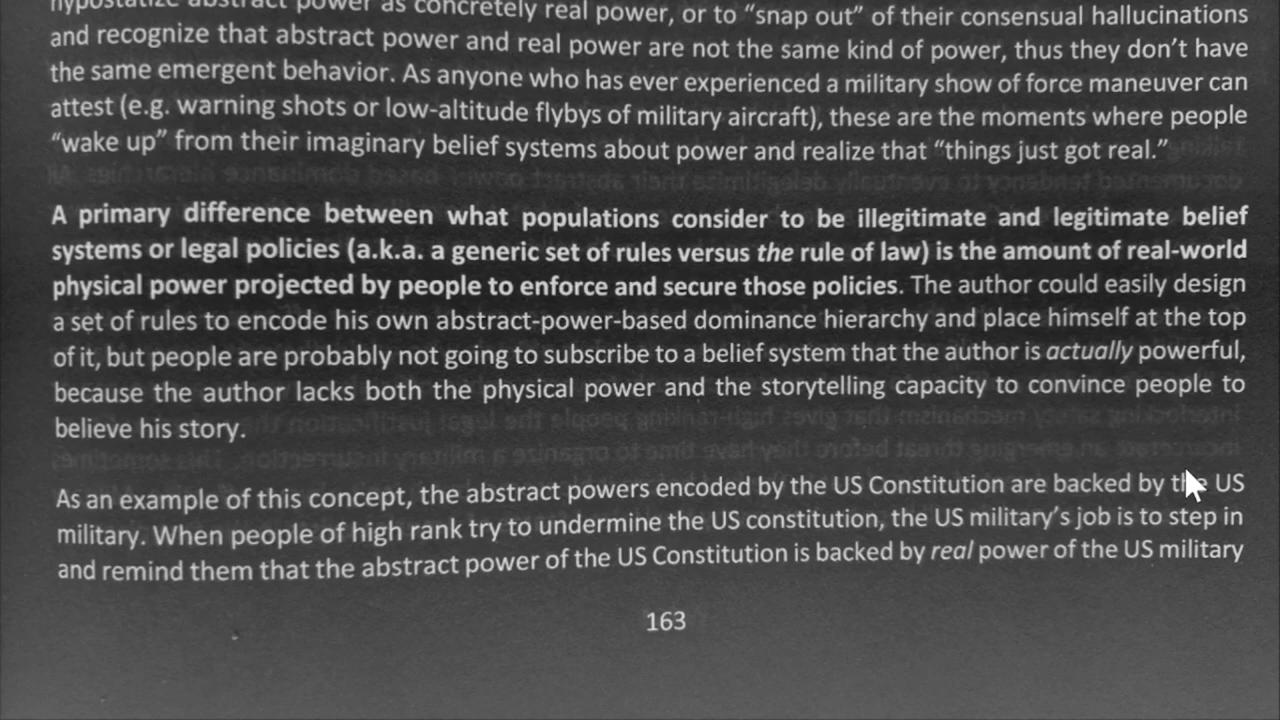 hypostatize abstract power as concretely real power, or to “snap out” of their consensual hallucinations
and recognize that abstract power and real power are not the same kind of power, thus they don’t have
the same emergent behavior. As anyone who has ever experienced a military show of force maneuver can
attest (e.g. warning shots or low-altitude flybys of military aircraft), these are the moments where people
“wake up” from their imaginary belief systems about power and realize that “things just got real.”
A primary difference between what populations consider to be illegitimate and legitimate belief
systems or legal policies (a.k.a. a generic set of rules versus the rule of law) is the amount of real-world
physical power projected by people to enforce and secure those policies. The author could easily design
a set of rules to encode his own abstract-power-based dominance hierarchy and place himself at the top
of it, but people are probably not going to subscribe to a belief system that the author is actually powerful,
because the author lacks both the physical power and the storytelling capacity to convince people to
believe his story.
As an example of this concept, the abstract powers encoded by the US Constitution are backed by the US
military. When people of high rank try to undermine the US constitution, the US military’s job is to step in
and remind them that the abstract power of the US Constitution is backed by real power of the US military
163